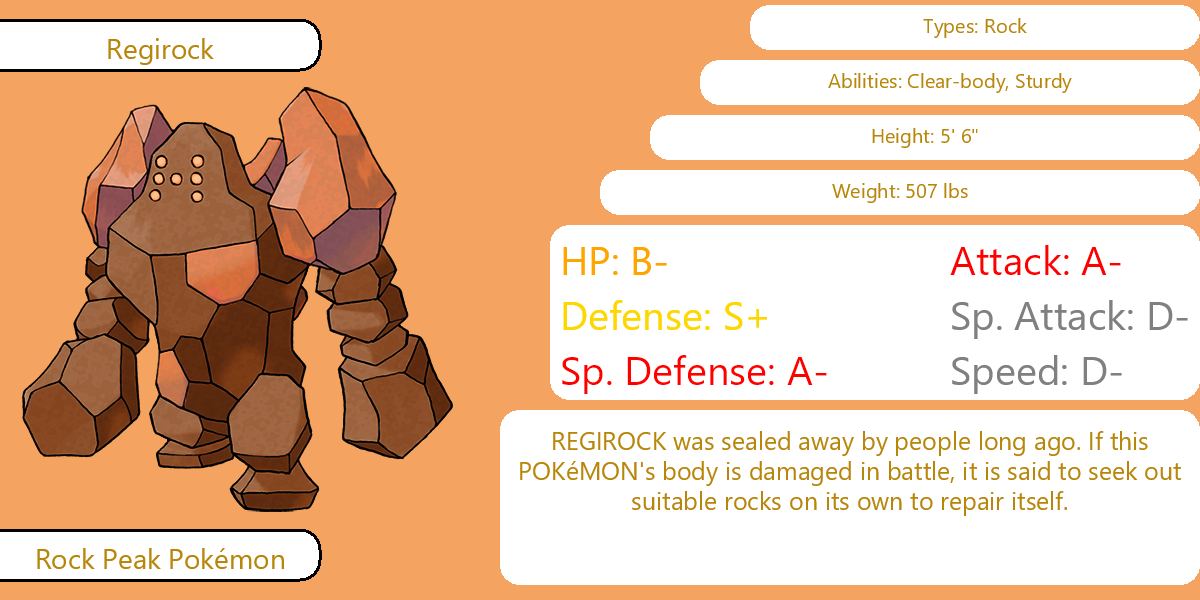 Regirock
Types: Rock
Abilities: Clear-body, Sturdy
Height: 5' 6"
Weight: 507 lbs
HP: B-
Attack: A-
Defense: S+
Sp. Attack: D-
Sp. Defense: A-
Speed: D-
REGIROCK was sealed away by people long ago. If this
POKéMON's body is damaged in battle, it is said to seek out
suitable rocks on its own to repair itself.
Rock Peak Pokémon